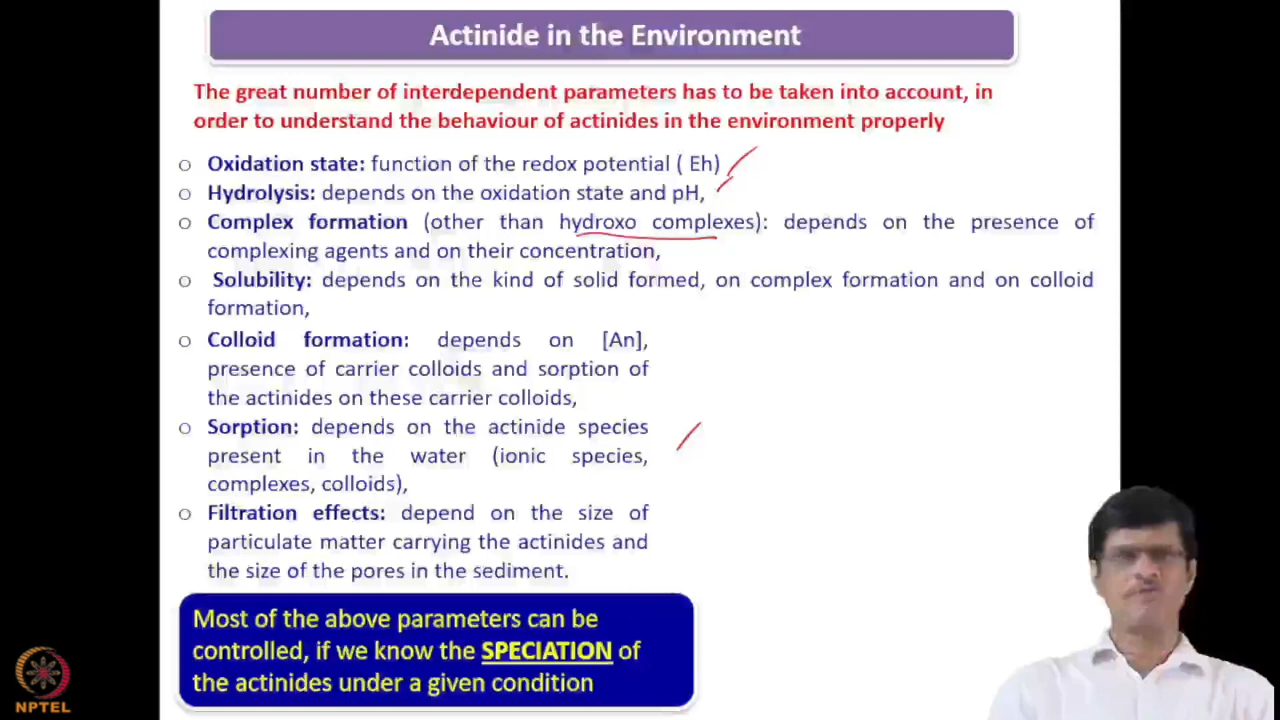 Actinide in the Environment
The great number of interdependent parameters has to be taken into account, in
order to understand the behaviour of actinides in the environment properly
o Oxidation state: function of the redox potential ( Eh)
o Hydrolysis: depends on the oxidation state and pH,
o Complex formation (other than hydroxo complexes): depends on the presence of
complexing agents and on their concentration,
o Solubility: depends on the kind of solid formed, on complex formation and on colloid
formation,
o Colloid formation: depends on [An],
presence of carrier colloids and sorption of
the actinides on these carrier colloids,
o Sorption: depends on the actinide species
present in the water (ionic species,
complexes, colloids),
o Filtration effects: depend on the size of
particulate matter carrying the actinides and
the size of the pores in the sediment.
Most of the above parameters can be
controlled, if we know the SPECIATION of
the actinides under a given condition
NPTEL